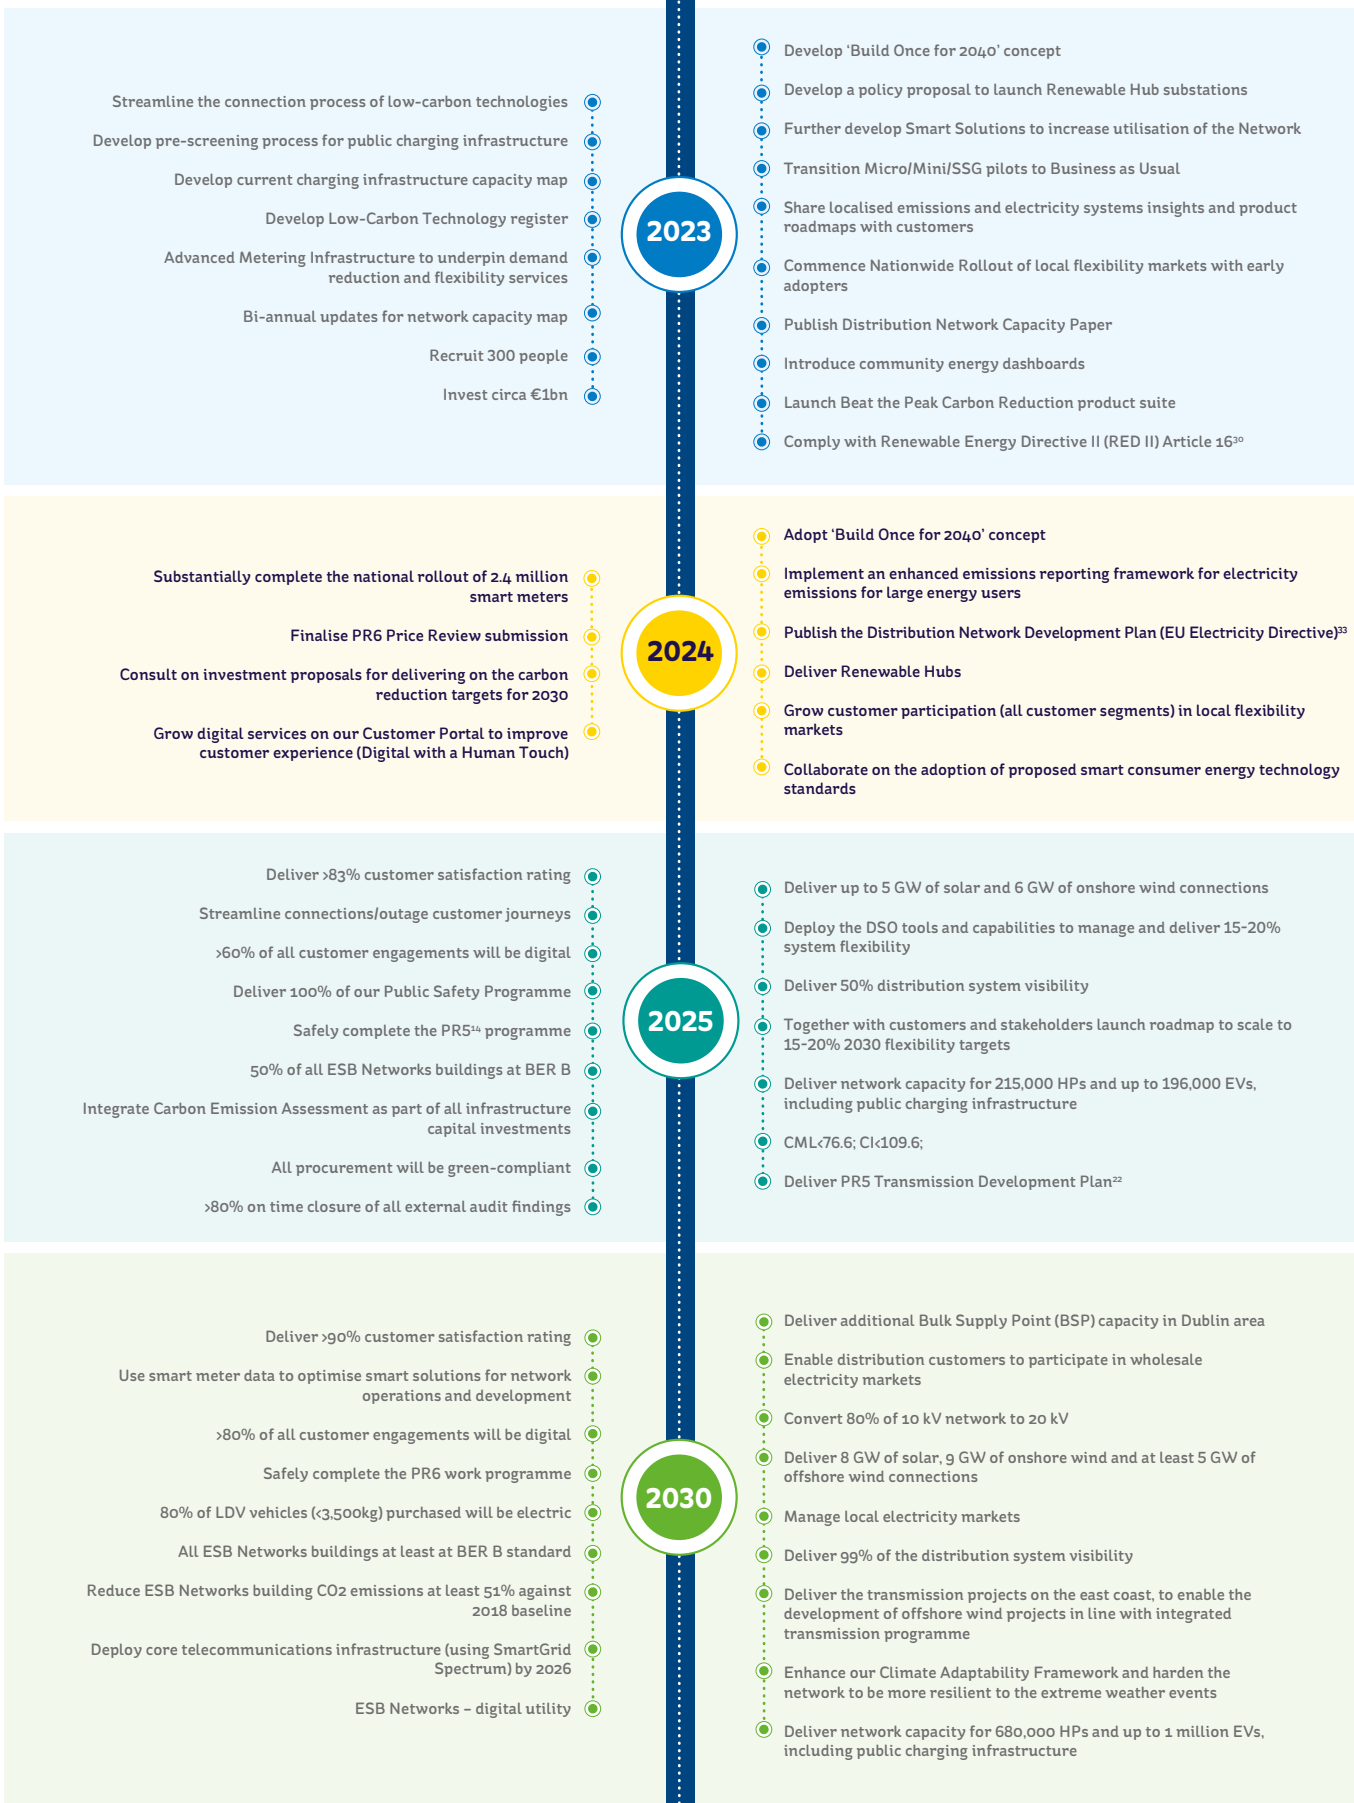 Streamline the connection process of low-carbon technologies
Develop pre-screening process for public charging infrastructure
Develop current charging infrastructure capacity map
Develop Low-Carbon Technology register
Advanced Metering Infrastructure to underpin demand
reduction and flexibility services
Bi-annual updates for network capacity map
Recruit 300 people
Invest circa €1bn
2023
Develop ‘Build Once for 2040’ concept
Develop a policy proposal to launch Renewable Hub substations
Further develop Smart Solutions to increase utilisation of the Network
Transition Micro/Mini/SSG pilots to Business as Usual
Share localised emissions and electricity systems insights and product
roadmaps with customers
Commence Nationwide Rollout of local flexibility markets with early
adopters
Publish Distribution Network Capacity Paper
Introduce community energy dashboards
Launch Beat the Peak Carbon Reduction product suite
Comply with Renewable Energy Directive II (RED II) Article 16³⁰
Substantially complete the national rollout of 2.4 million
smart meters
Finalise PR6 Price Review submission
Consult on investment proposals for delivering on the carbon
reduction targets for 2030
Grow digital services on our Customer Portal to improve
customer experience (Digital with a Human Touch)
2024
Adopt ‘Build Once for 2040’ concept
Implement an enhanced emissions reporting framework for electricity
emissions for large energy users
Publish the Distribution Network Development Plan (EU Electricity Directive)³³
Deliver Renewable Hubs
Grow customer participation (all customer segments) in local flexibility
markets
Collaborate on the adoption of proposed smart consumer energy technology
standards
Deliver >83% customer satisfaction rating
Streamline connections/outage customer journeys
>60% of all customer engagements will be digital
Deliver 100% of our Public Safety Programme
Safely complete the PR5¹⁴ programme
50% of all ESB Networks buildings at BER B
Integrate Carbon Emission Assessment as part of all infrastructure
capital investments
All procurement will be green-compliant
>80% on time closure of all external audit findings
2025
Deliver up to 5 GW of solar and 6 GW of onshore wind connections
Deploy the DSO tools and capabilities to manage and deliver 15-20%
system flexibility
Deliver 50% distribution system visibility
Together with customers and stakeholders launch roadmap to scale to
15-20% 2030 flexibility targets
Deliver network capacity for 215,000 HPs and up to 196,000 EVs,
including public charging infrastructure
CML<76.6; CI<109.6;
Deliver PR5 Transmission Development Plan²²
Deliver >90% customer satisfaction rating
Use smart meter data to optimise smart solutions for network
operations and development
>80% of all customer engagements will be digital
Safely complete the PR6 work programme
80% of LDV vehicles (<3,500kg) purchased will be electric
All ESB Networks buildings at least at BER B standard
Reduce ESB Networks building CO2 emissions at least 51% against
2018 baseline
Deploy core telecommunications infrastructure (using SmartGrid
Spectrum) by 2026
ESB Networks – digital utility
2030
Deliver additional Bulk Supply Point (BSP) capacity in Dublin area
Enable distribution customers to participate in wholesale
electricity markets
Convert 80% of 10 kV network to 20 kV
Deliver 8 GW of solar, 9 GW of onshore wind and at least 5 GW of
offshore wind connections
Manage local electricity markets
Deliver 99% of the distribution system visibility
Deliver the transmission projects on the east coast, to enable the
development of offshore wind projects in line with integrated
transmission programme
Enhance our Climate Adaptability Framework and harden the
network to be more resilient to the extreme weather events
Deliver network capacity for 680,000 HPs and up to 1 million EVs,
including public charging infrastructure